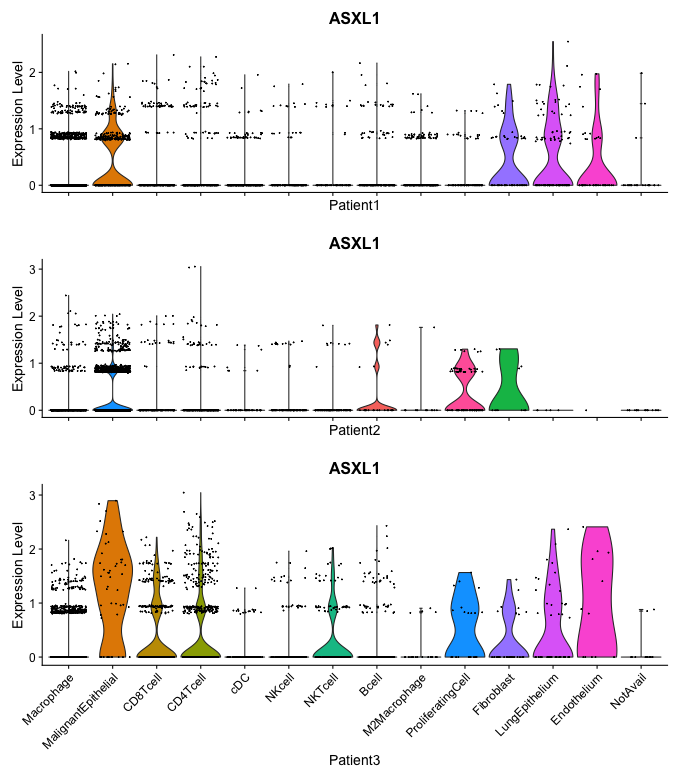 ASXL1
Expression Level
2
1
0
Patient1
ASXL1
Expression Level
3
2
1
0
Patient2
ASXL1
Expression Level
3
2
1
0
Macrophage
MalignantEpithelial
CD8Tcell
CD4Tcell
cDC
NKcell
NKTcell
Bcell
M2Macrophage
ProliferatingCell
Fibroblast
LungEpithelium
Endothelium
NotAvail
Patient3